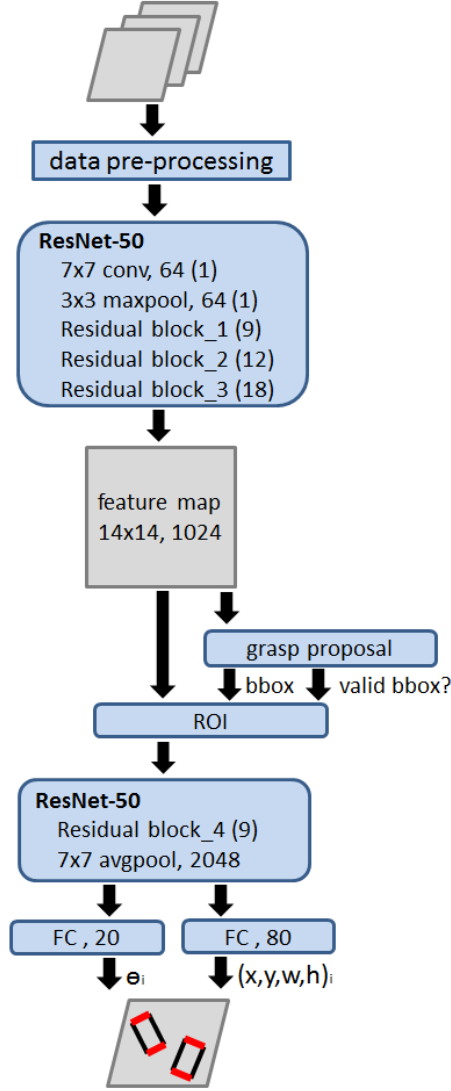 data pre-processing
ResNet-50
7x7 conv, 64 (1)
3x3 maxpool, 64 (1)
Residual block_1 (9)
Residual block_2 (12)
Residual block_3 (18)
feature map
14x14, 1024
grasp proposal
bbox
valid bbox?
ROI
ResNet-50
Residual block_4 (9)
7x7 avgpool, 2048
FC , 20
FC , 80
ɵᵢ
(x,y,w,h)ᵢ